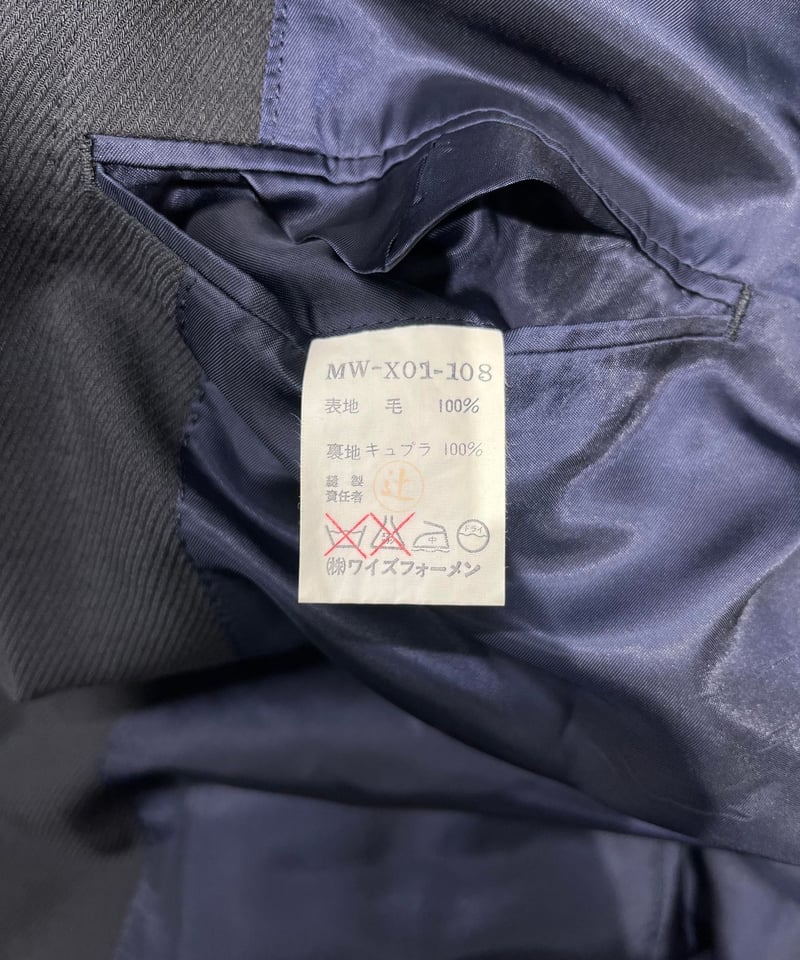 MW-X01-108
表地 毛 100%
裏地 キュプラ 100%
縫製
責任者 辻
中 ドライ
(株)ワイズフォーメン